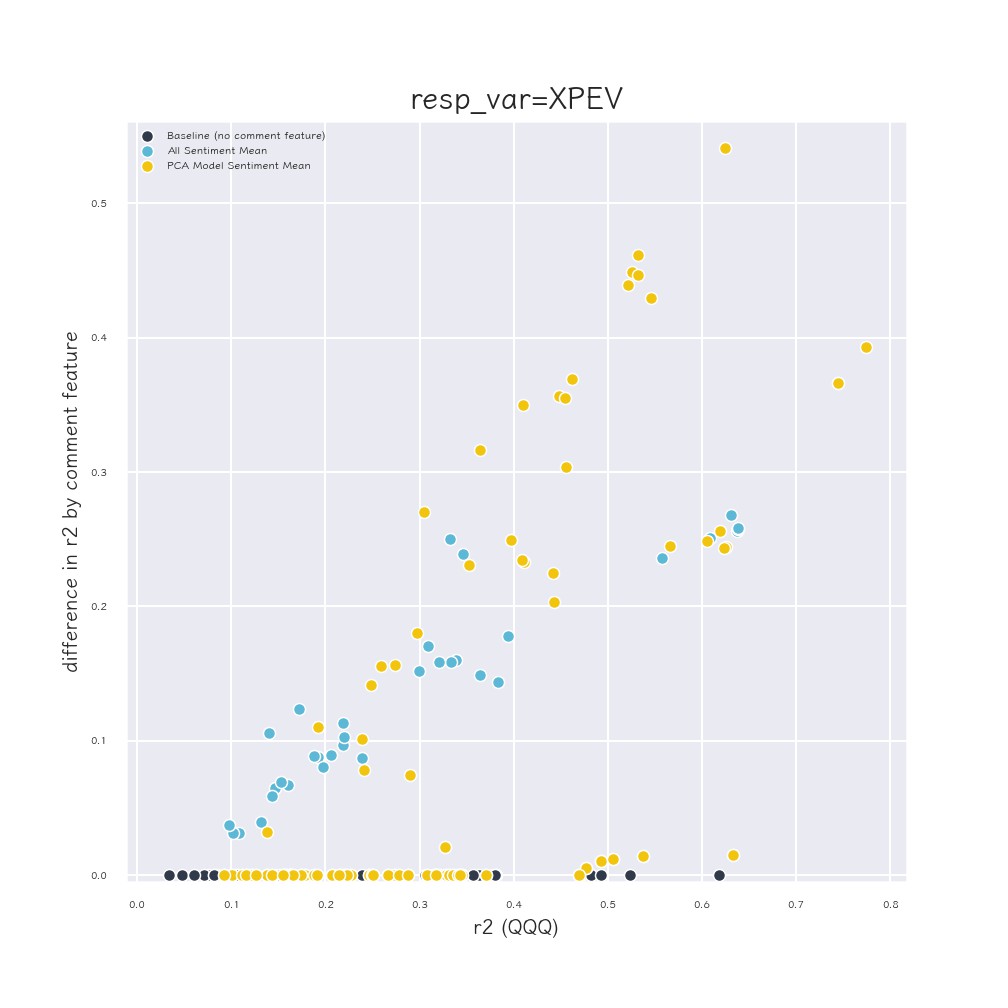 resp_var=XPEV
Baseline (no comment feature)
All Sentiment Mean
PCA Model Sentiment Mean
difference in r2 by comment feature
0.5
0.4
0.3
0.2
0.1
0.0
0.0 0.1 0.2 0.3 0.4 0.5 0.6 0.7 0.8
r2 (QQQ)